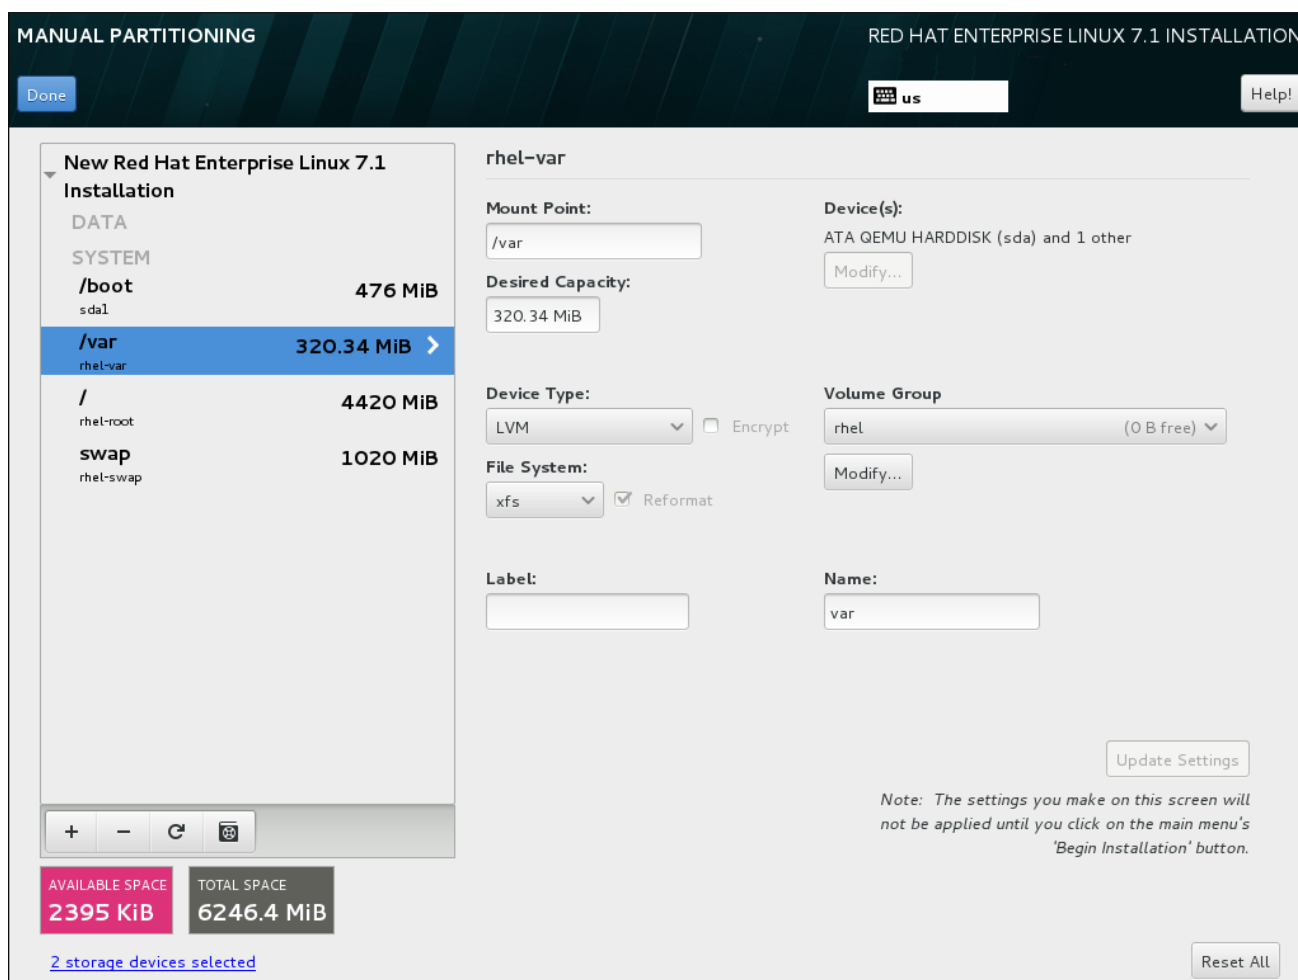 MANUAL PARTITIONING
RED HAT ENTERPRISE LINUX 7.1 INSTALLATION
Done
us
Help!
New Red Hat Enterprise Linux 7.1
Installation
DATA
SYSTEM
/boot
476 MiB
sda1
/var
320.34 MiB
rhel-var
/
4420 MiB
rhel-root
swap
1020 MiB
rhel-swap
AVAILABLE SPACE
2395 KiB
TOTAL SPACE
6246.4 MiB
2 storage devices selected
rhel-var
Mount Point:
/var
Desired Capacity:
320.34 MiB
Device(s):
ATA QEMU HARDDISK (sda) and 1 other
Modify...
Device Type:
LVM
Encrypt
Volume Group
rhel (0 B free)
Modify...
File System:
xfs
Reformat
Label:
Name:
var
Update Settings
Note: The settings you make on this screen will
not be applied until you click on the main menu's
'Begin Installation' button.
Reset All